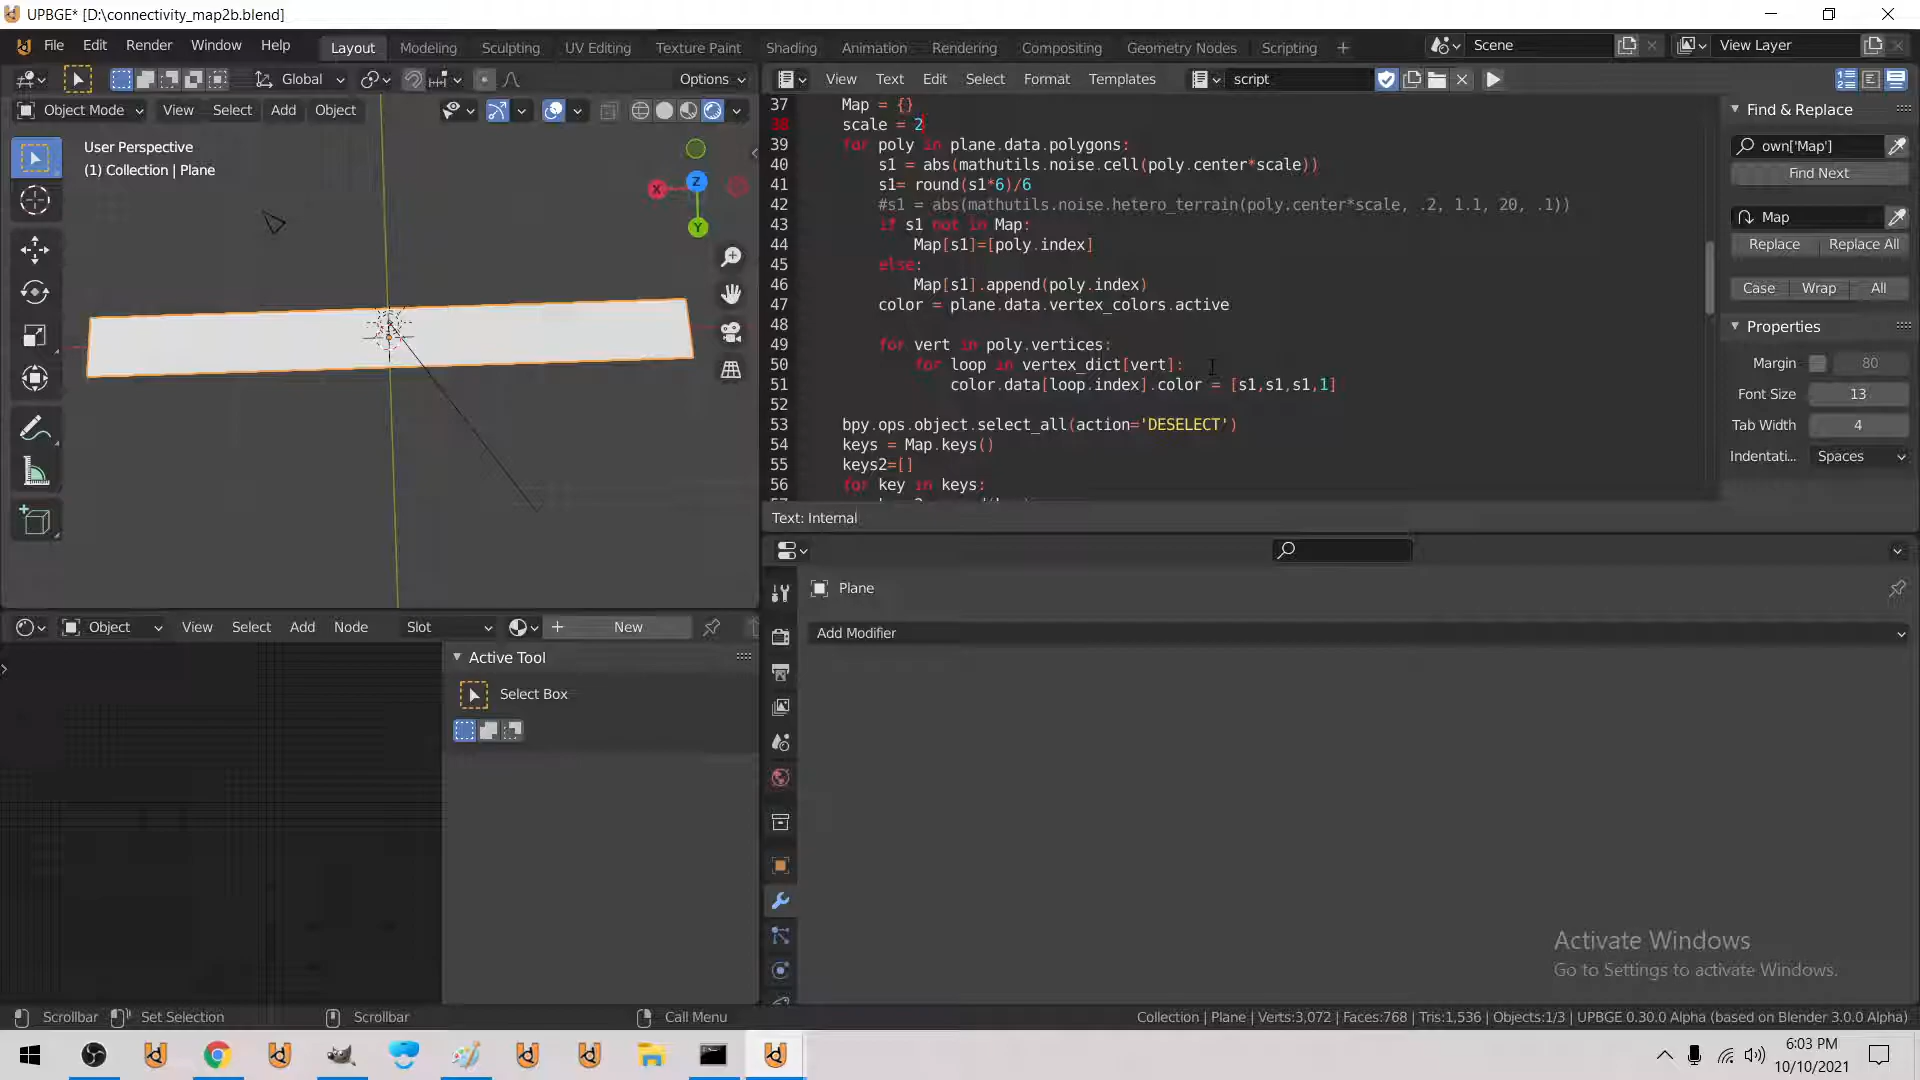 UPBGE* [D:\connectivity_map2b.blend]
File Edit Render Window Help Layout Modeling Sculpting UV Editing Texture Paint Shading Animation Rendering Compositing Geometry Nodes Scripting + Scene View Layer
Global Options View Text Edit Select Format Templates script
Object Mode View Select Add Object
User Perspective
(1) Collection | Plane
X
Z
Y
37 Map = {}
38 scale = 2
39 for poly in plane.data.polygons:
40 s1 = abs(mathutils.noise.cell(poly.center*scale))
41 s1= round(s1*6)/6
42 #s1 = abs(mathutils.noise.hetero_terrain(poly.center*scale, .2, 1.1, 20, .1))
43 if s1 not in Map:
44 Map[s1]=[poly.index]
45 else:
46 Map[s1].append(poly.index)
47 color = plane.data.vertex_colors.active
48
49 for vert in poly.vertices:
50 for loop in vertex_dict[vert]:
51 color.data[loop.index].color = [s1,s1,s1,1]
52
53 bpy.ops.object.select_all(action='DESELECT')
54 keys = Map.keys()
55 keys2=[]
56 for key in keys:
Text: Internal
Find & Replace
own['Map']
Find Next
Map
Replace Replace All
Case Wrap All
Properties
Margin 80
Font Size 13
Tab Width 4
Indentati... Spaces
Plane
Add Modifier
Object View Select Add Node Slot + New
Active Tool
Select Box
Activate Windows
Go to Settings to activate Windows.
Scrollbar Set Selection Scrollbar Call Menu Collection | Plane | Verts:3,072 | Faces:768 | Tris:1,536 | Objects:1/3 | UPBGE 0.30.0 Alpha (based on Blender 3.0.0 Alpha)
6:03 PM
10/10/2021